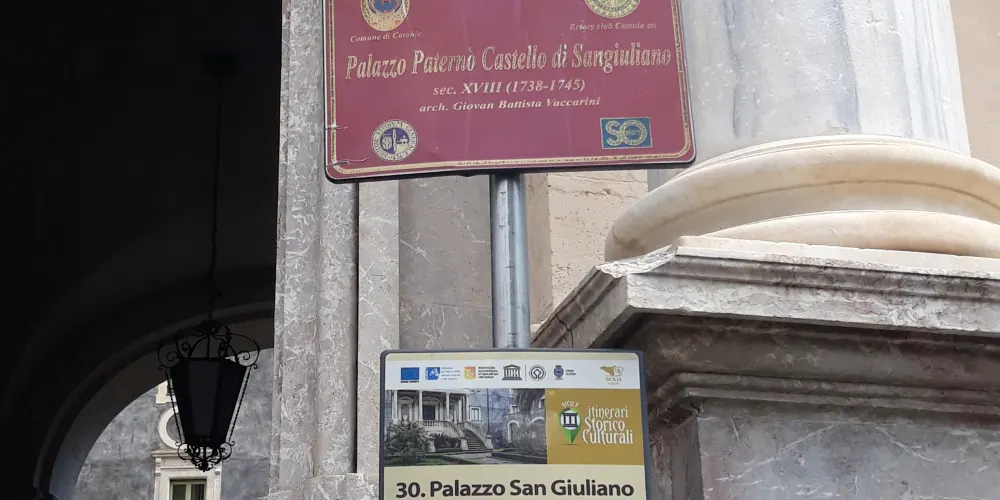 Comune di Catania
Rotary club Catania est
Palazzo Paternò Castello di Sangiuliano
sec. XVIII (1738-1745)
arch. Giovan Battista Vaccarini
SICILY
itinerari
Storico
Culturali
30. Palazzo San Giuliano